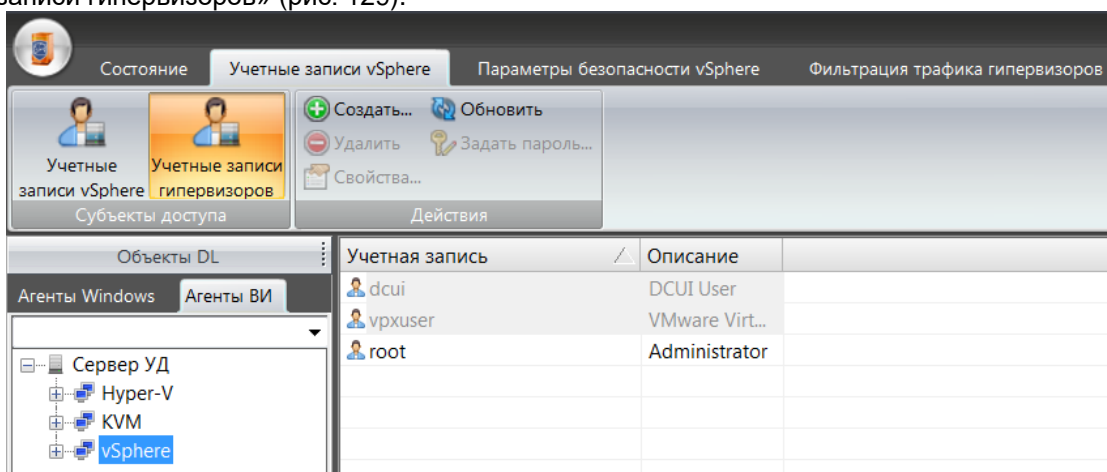 записи гипервизоров» (рис. 129).
Состояние Учетные записи vSphere Параметры безопасности vSphere Фильтрация трафика гипервизоров
Учетные записи vSphere
Учетные записи гипервизоров
Субъекты доступа
Создать... Обновить
Удалить Задать пароль...
Свойства...
Действия
Объекты DL
Агенты Windows Агенты ВИ
Сервер УД
Hyper-V
KVM
vSphere
Учетная запись Описание
dcui DCUI User
vpxuser VMware Virt...
root Administrator